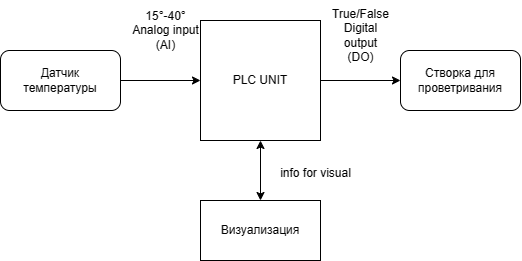 15°-40°
Analog input
(AI)
True/False
Digital
output
(DO)
Датчик
температуры
PLC UNIT
Створка для
проветривания
info for visual
Визуализация